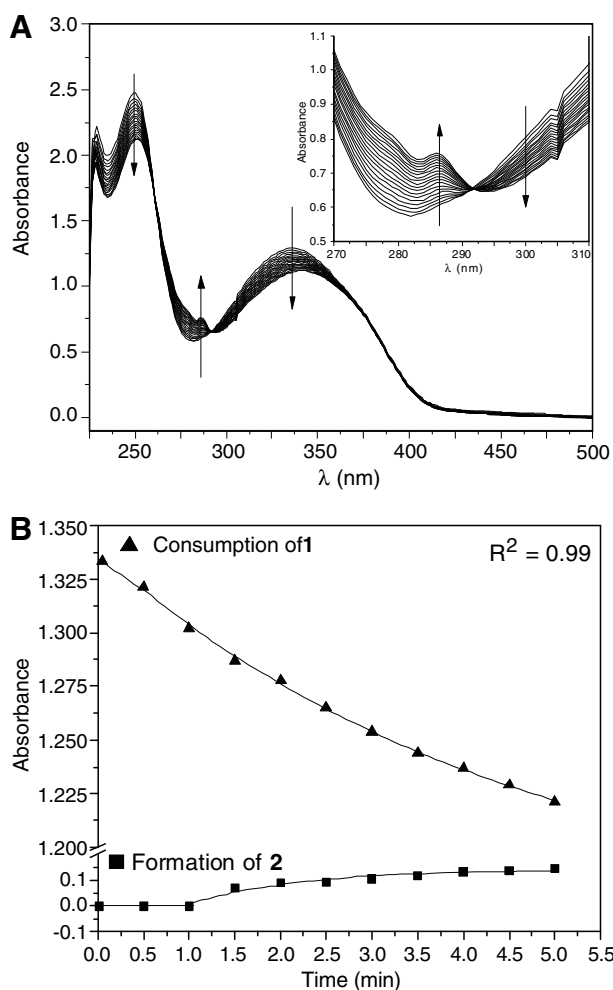 A
3.0
2.5
2.0
1.5
1.0
0.5
0.0
Absorbance
250
300
350
400
450
500
λ (nm)
1.1
1.0
0.9
0.8
0.7
0.6
0.5
Absorbance
270
280
290
300
310
λ (nm)
B
1.350
1.325
1.300
1.275
1.250
1.225
1.200
0.1
0.0
-0.1
Absorbance
Consumption of1
R² = 0.99
Formation of 2
0.0 0.5 1.0 1.5 2.0 2.5 3.0 3.5 4.0 4.5 5.0 5.5
Time (min)